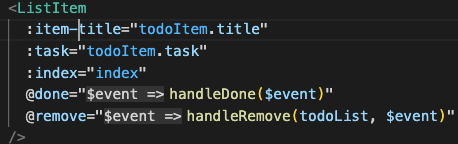 <ListItem
:item-title="todoItem.title"
:task="todoItem.task"
:index="index"
@done="$event => handleDone($event)"
@remove="$event => handleRemove(todoList, $event)"
/>